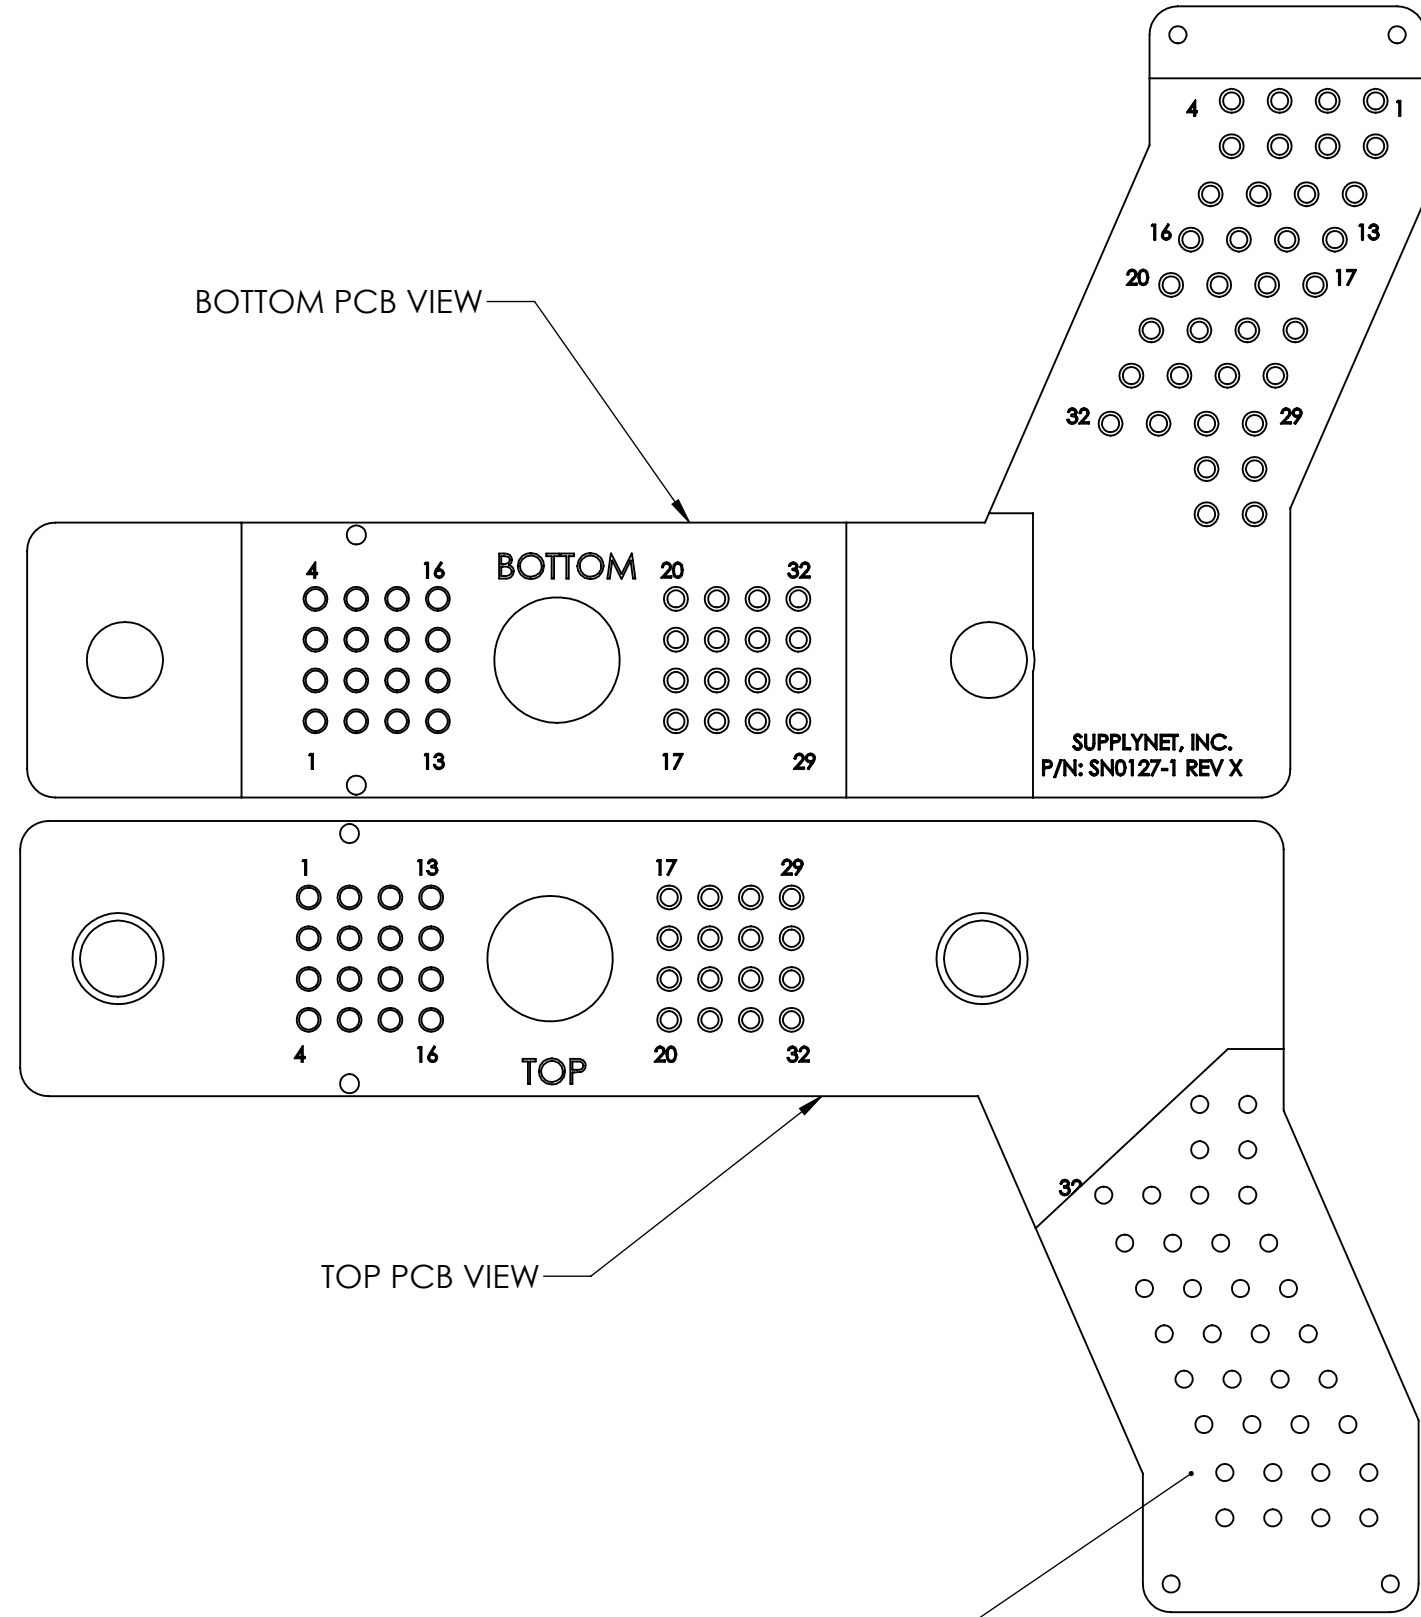 4 1
16 13
20 17
BOTTOM PCB VIEW
32 29
BOTTOM
4 16 20 32
1 13 17 29
SUPPLYNET, INC.
P/N: SN0127-1 REV X
1 13 17 29
4 16 20 32
TOP
32
TOP PCB VIEW